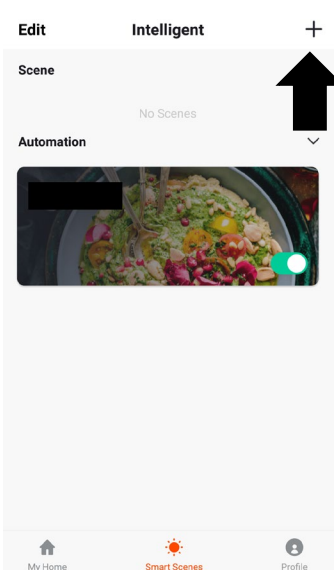 Edit Intelligent +
Scene
No Scenes
Automation
My Home Smart Scenes Profile